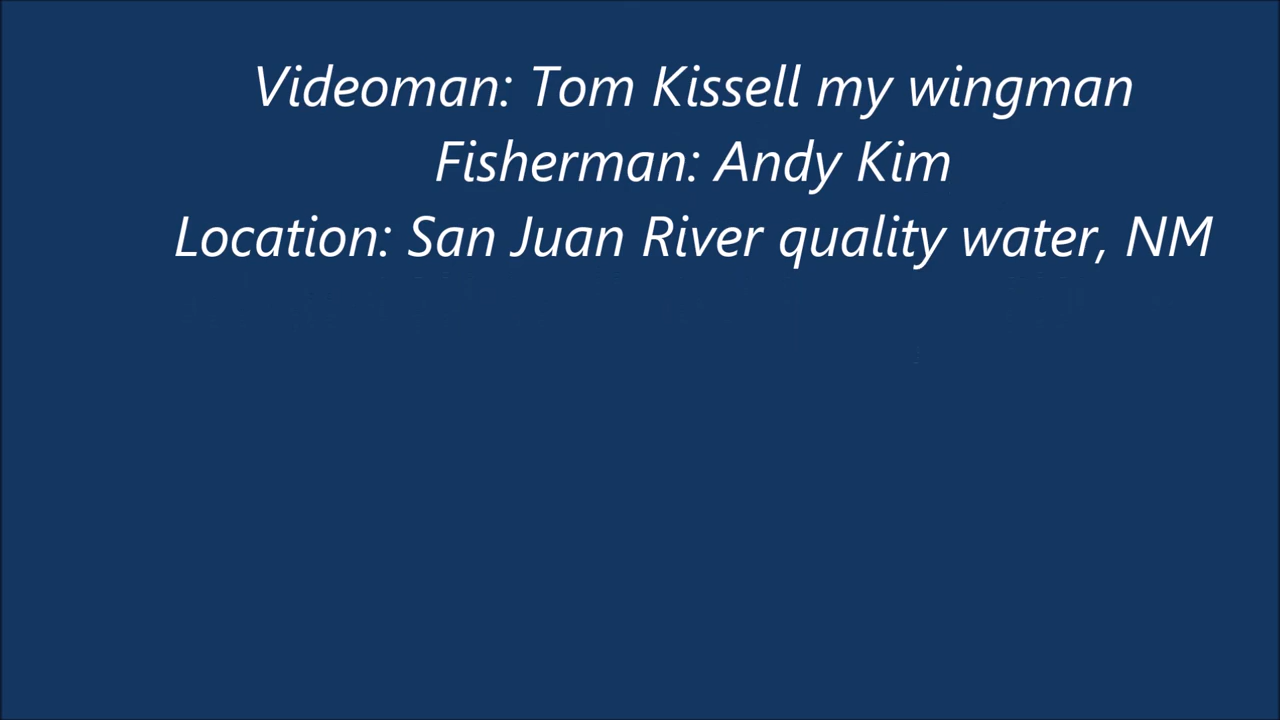 Videoman: Tom Kissell my wingman
Fisherman: Andy Kim
Location: San Juan River quality water, NM